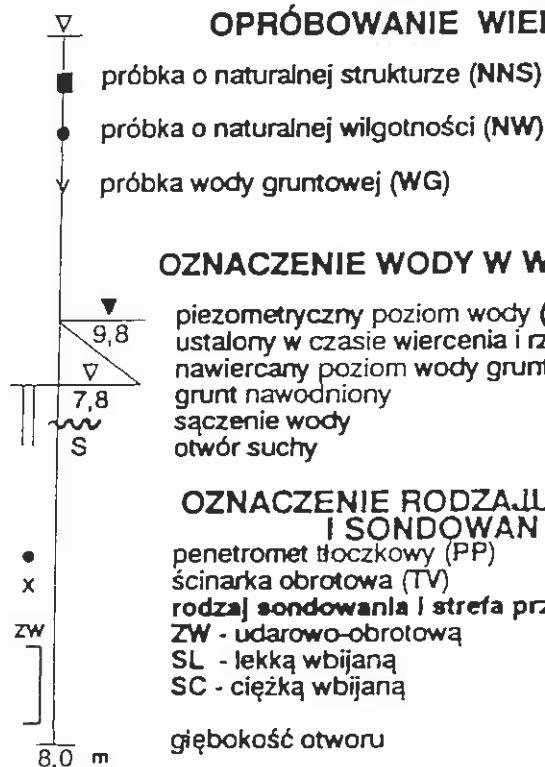 OPRÓBOWANIE WIE
próbka o naturalnej strukturze (NNS)
próbka o naturalnej wilgotności (NW)
próbka wody gruntowej (WG)
OZNACZENIE WODY W W
piezometryczny poziom wody (
9,8
ustalony w czasie wiercenia i rz
nawiercany poziom wody grunt
7,8
grunt nawodniony
sączenie wody
S
otwór suchy
OZNACZENIE RODZAJU
I SONDOWAN
penetromet tłoczkowy (PP)
x ścinarka obrotowa (TV)
rodzaj sondowania i strefa prz
ZW
ZW - udarowo-obrotową
SL - lekką wbijaną
SC - ciężką wbijaną
głębokość otworu
8,0 m